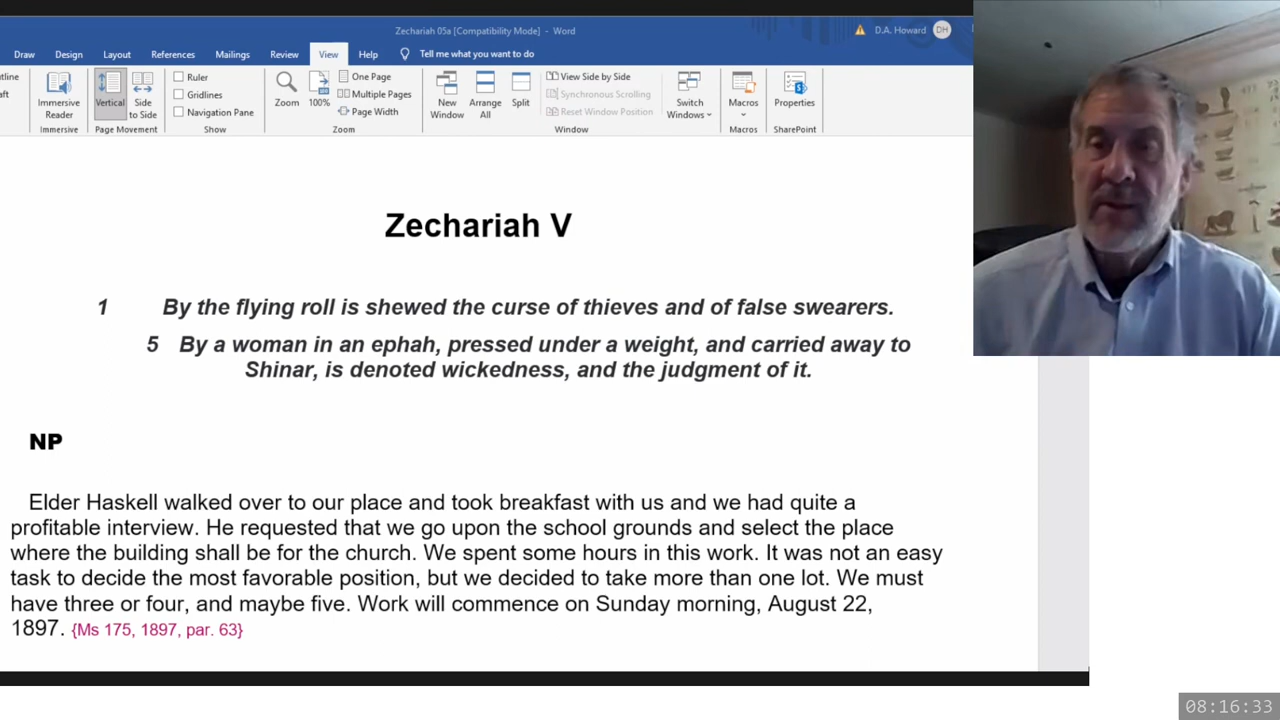 Zechariah 05a [Compatibility Mode] - Word
D.A. Howard DH
Draw Design Layout References Mailings Review View Help Tell me what you want to do
Immersive
Reader
Immersive
Vertical
Side
to Side
Page Movement
Ruler
Gridlines
Navigation Pane
Show
Zoom
100%
One Page
Multiple Pages
Page Width
Zoom
New
Window
Arrange
All
Split
View Side by Side
Synchronous Scrolling
Reset Window Position
Window
Switch
Windows
Macros
Macros
Properties
SharePoint
Zechariah V
1 By the flying roll is shewed the curse of thieves and of false swearers.
5 By a woman in an ephah, pressed under a weight, and carried away to
Shinar, is denoted wickedness, and the judgment of it.
NP
Elder Haskell walked over to our place and took breakfast with us and we had quite a
profitable interview. He requested that we go upon the school grounds and select the place
where the building shall be for the church. We spent some hours in this work. It was not an easy
task to decide the most favorable position, but we decided to take more than one lot. We must
have three or four, and maybe five. Work will commence on Sunday morning, August 22,
1897. {Ms 175, 1897, par. 63}
08:16:33